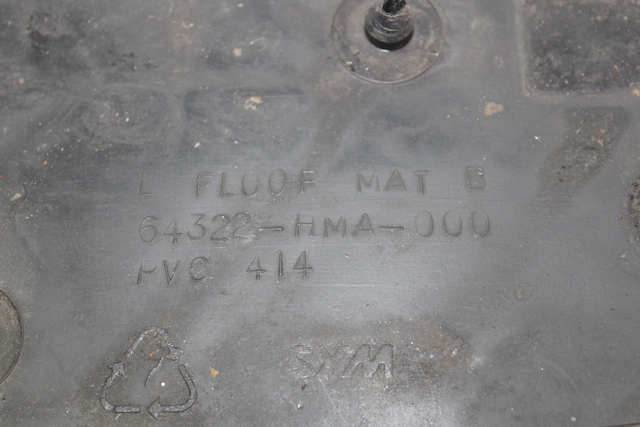 L FLOOR MAT B
64322-HMA-000
PVC 414
SYM